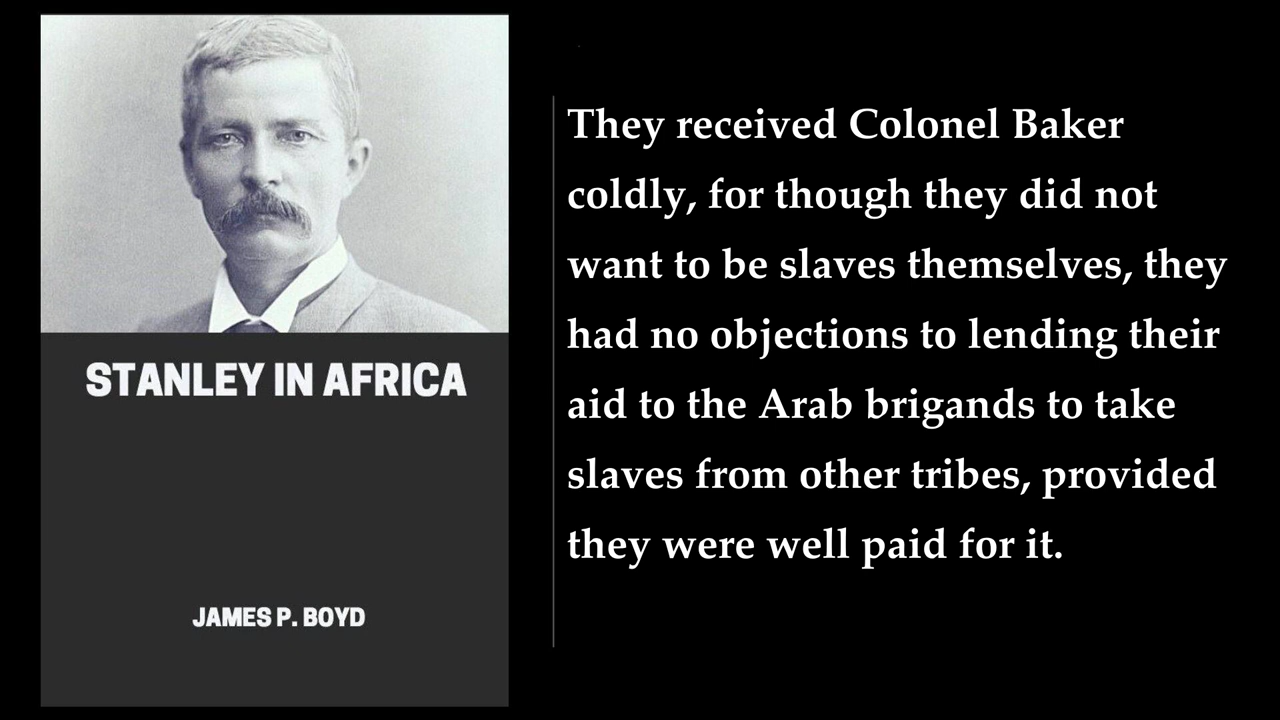 STANLEY IN AFRICA
JAMES P. BOYD
They received Colonel Baker
coldly, for though they did not
want to be slaves themselves, they
had no objections to lending their
aid to the Arab brigands to take
slaves from other tribes, provided
they were well paid for it.